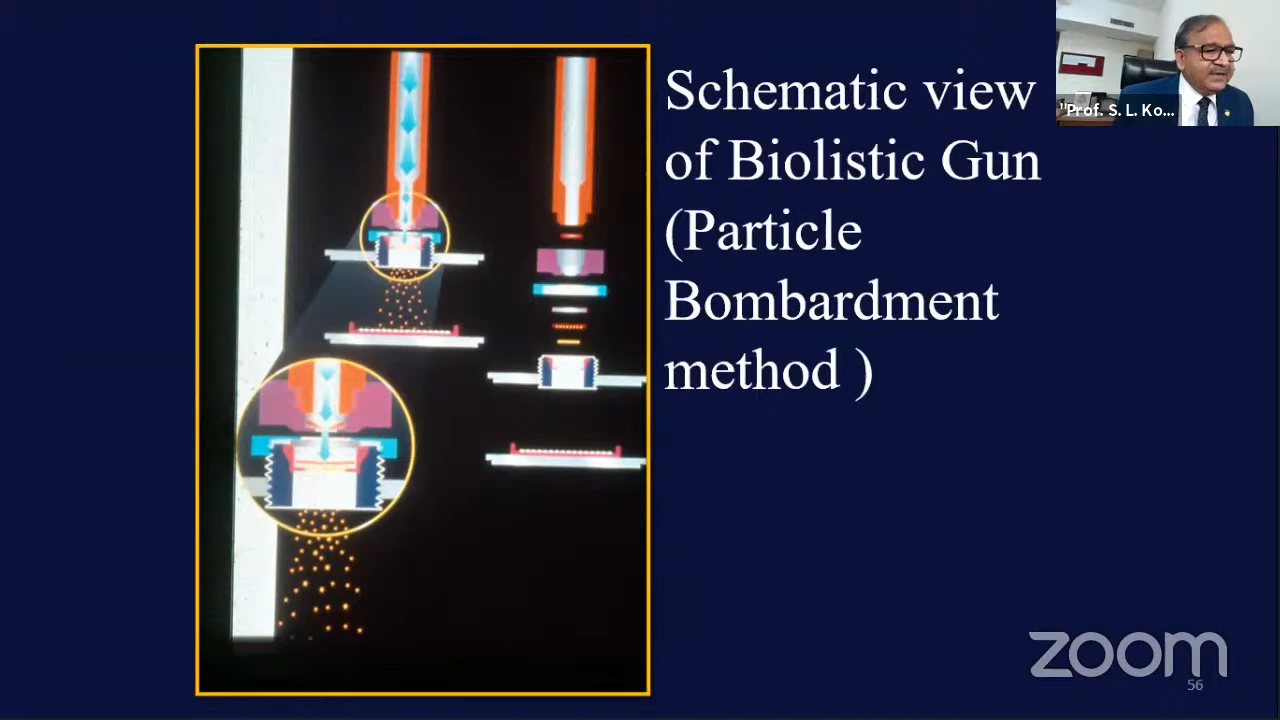 Schematic view
of Biolistic Gun
(Particle
Bombardment
method )
"Prof. S. L. Ko...
zoom
56